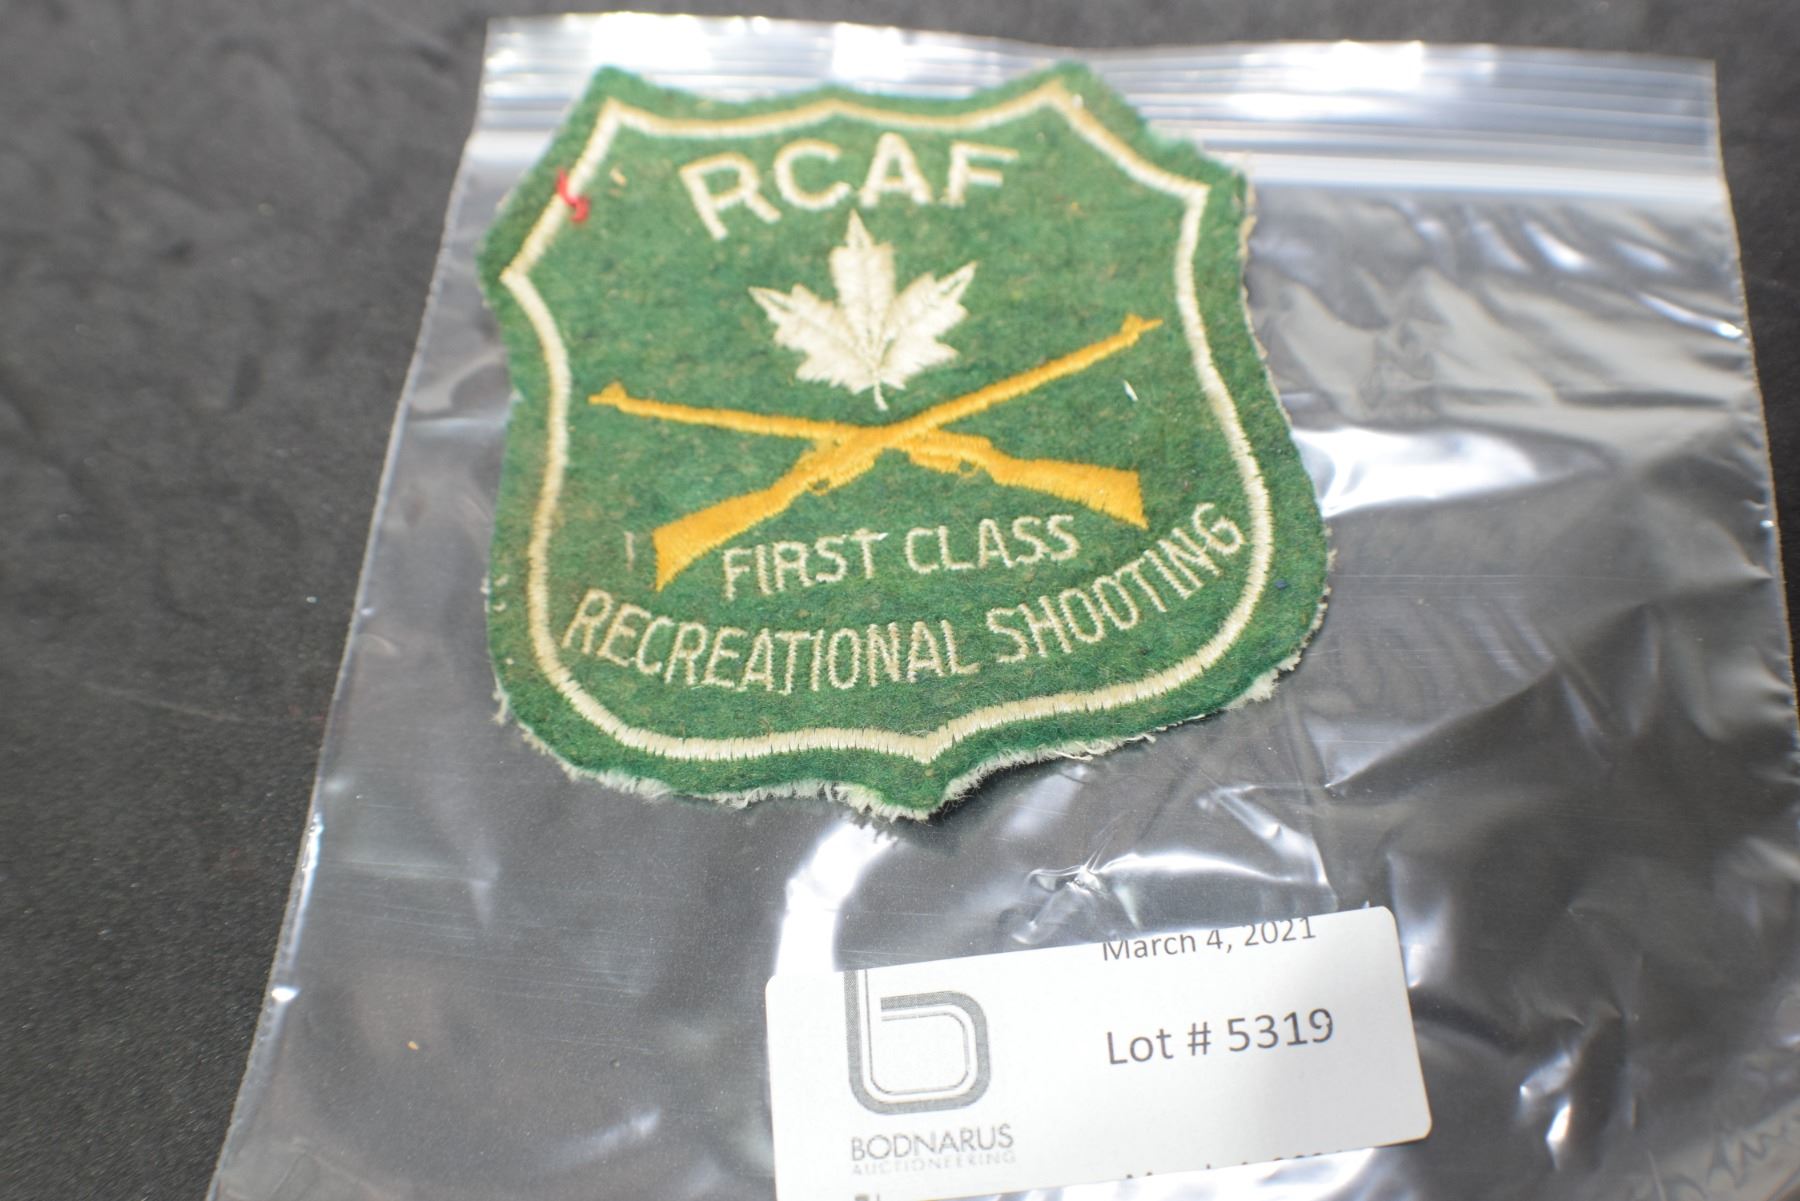 RCAF
FIRST CLASS
RECREATIONAL SHOOTING
March 4, 2021
Lot # 5319
BODNARUS
AUCTIONEERING